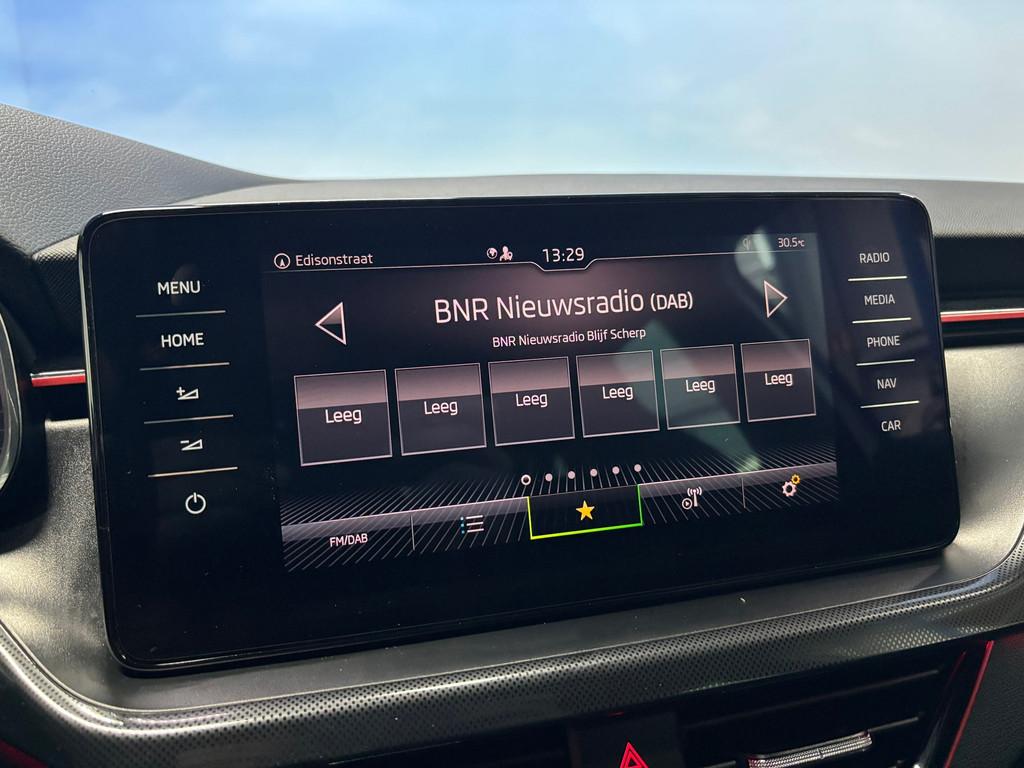 Edisonstraat 13:29 30.5°C
MENU
HOME
RADIO
MEDIA
PHONE
NAV
CAR
BNR Nieuwsradio (DAB)
BNR Nieuwsradio Blijf Scherp
Leeg Leeg Leeg Leeg Leeg Leeg
FM/DAB